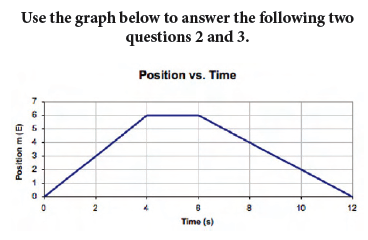 Use the graph below to answer the following two
questions 2 and 3.
Position vs. Time
Position m (E)
7
6
5
4
3
2
1
0
0 2 4 6 8 10 12
Time (s)